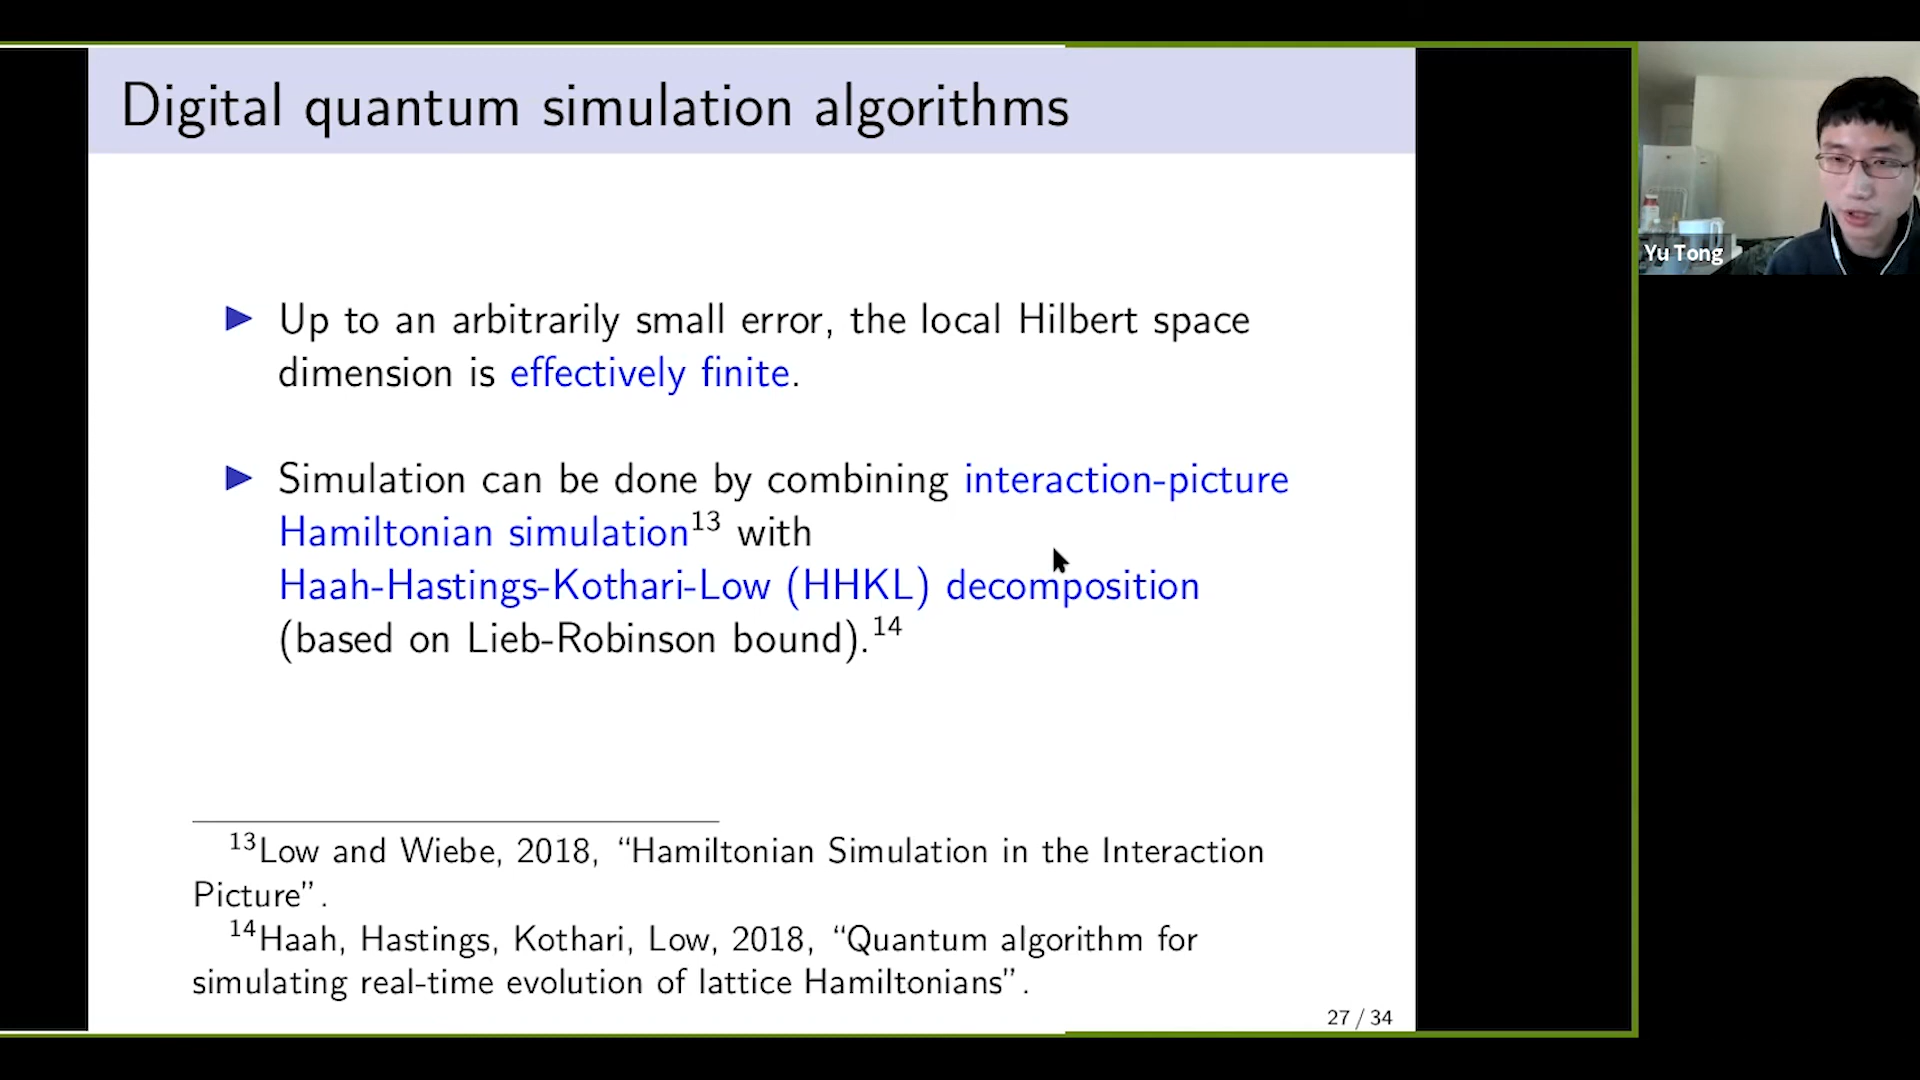 Digital quantum simulation algorithms
▶ Up to an arbitrarily small error, the local Hilbert space
dimension is effectively finite.
▶ Simulation can be done by combining interaction-picture
Hamiltonian simulation¹³ with
Haah-Hastings-Kothari-Low (HHKL) decomposition
(based on Lieb-Robinson bound).¹⁴
¹³Low and Wiebe, 2018, “Hamiltonian Simulation in the Interaction
Picture”.
¹⁴Haah, Hastings, Kothari, Low, 2018, “Quantum algorithm for
simulating real-time evolution of lattice Hamiltonians”.
27 / 34
Yu Tong